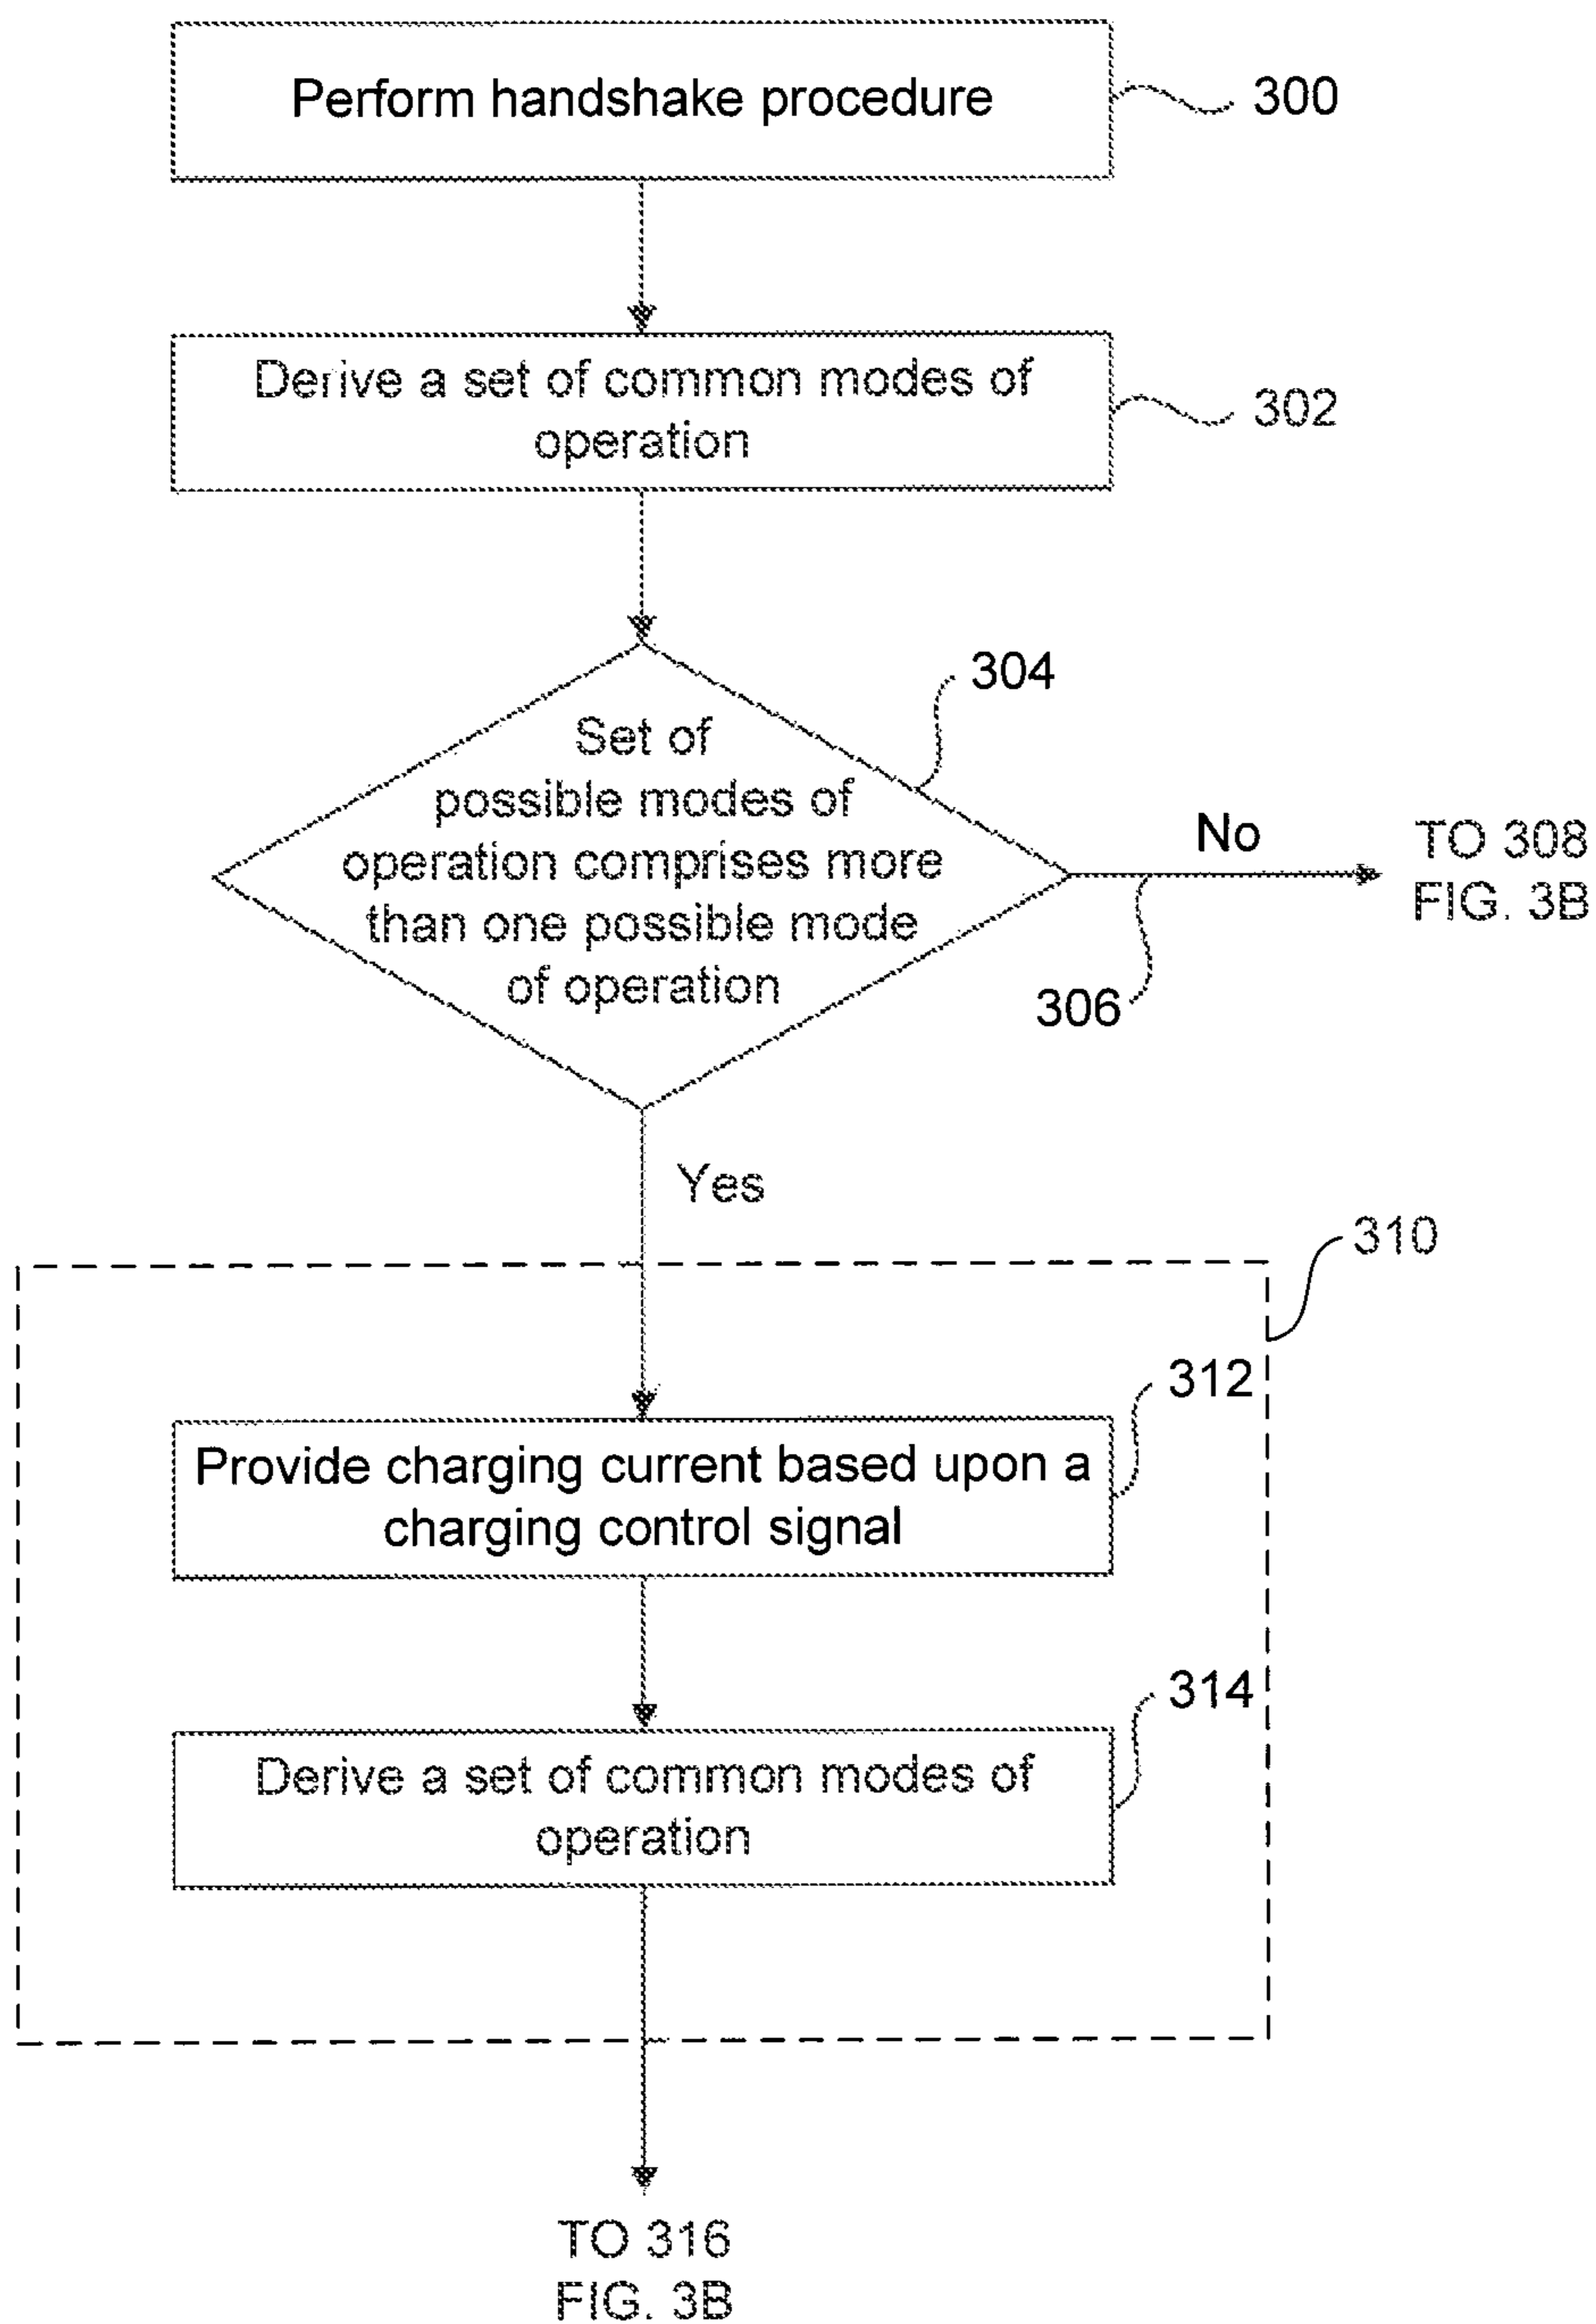 Perform handshake procedure
300
Derive a set of common modes of
operation
302
304
Set of
possible modes of
operation comprises more
than one possible mode
of operation
No
306
TO 308
FIG. 3B
Yes
310
312
Provide charging current based upon a
charging control signal
314
Derive a set of common modes of
operation
TO 316
FIG. 3B